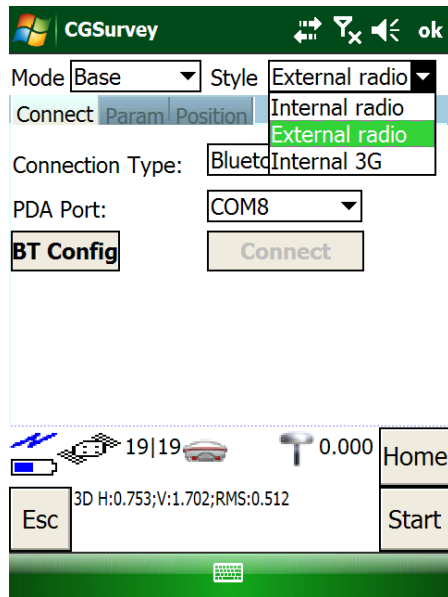 CGSurvey ok
Mode Base Style External radio
Connect Param Position Internal radio
External radio
Connection Type: Internal 3G
PDA Port: COM8
BT Config Connect
19|19 0.000 Home
Esc 3D H:0.753;V:1.702;RMS:0.512 Start